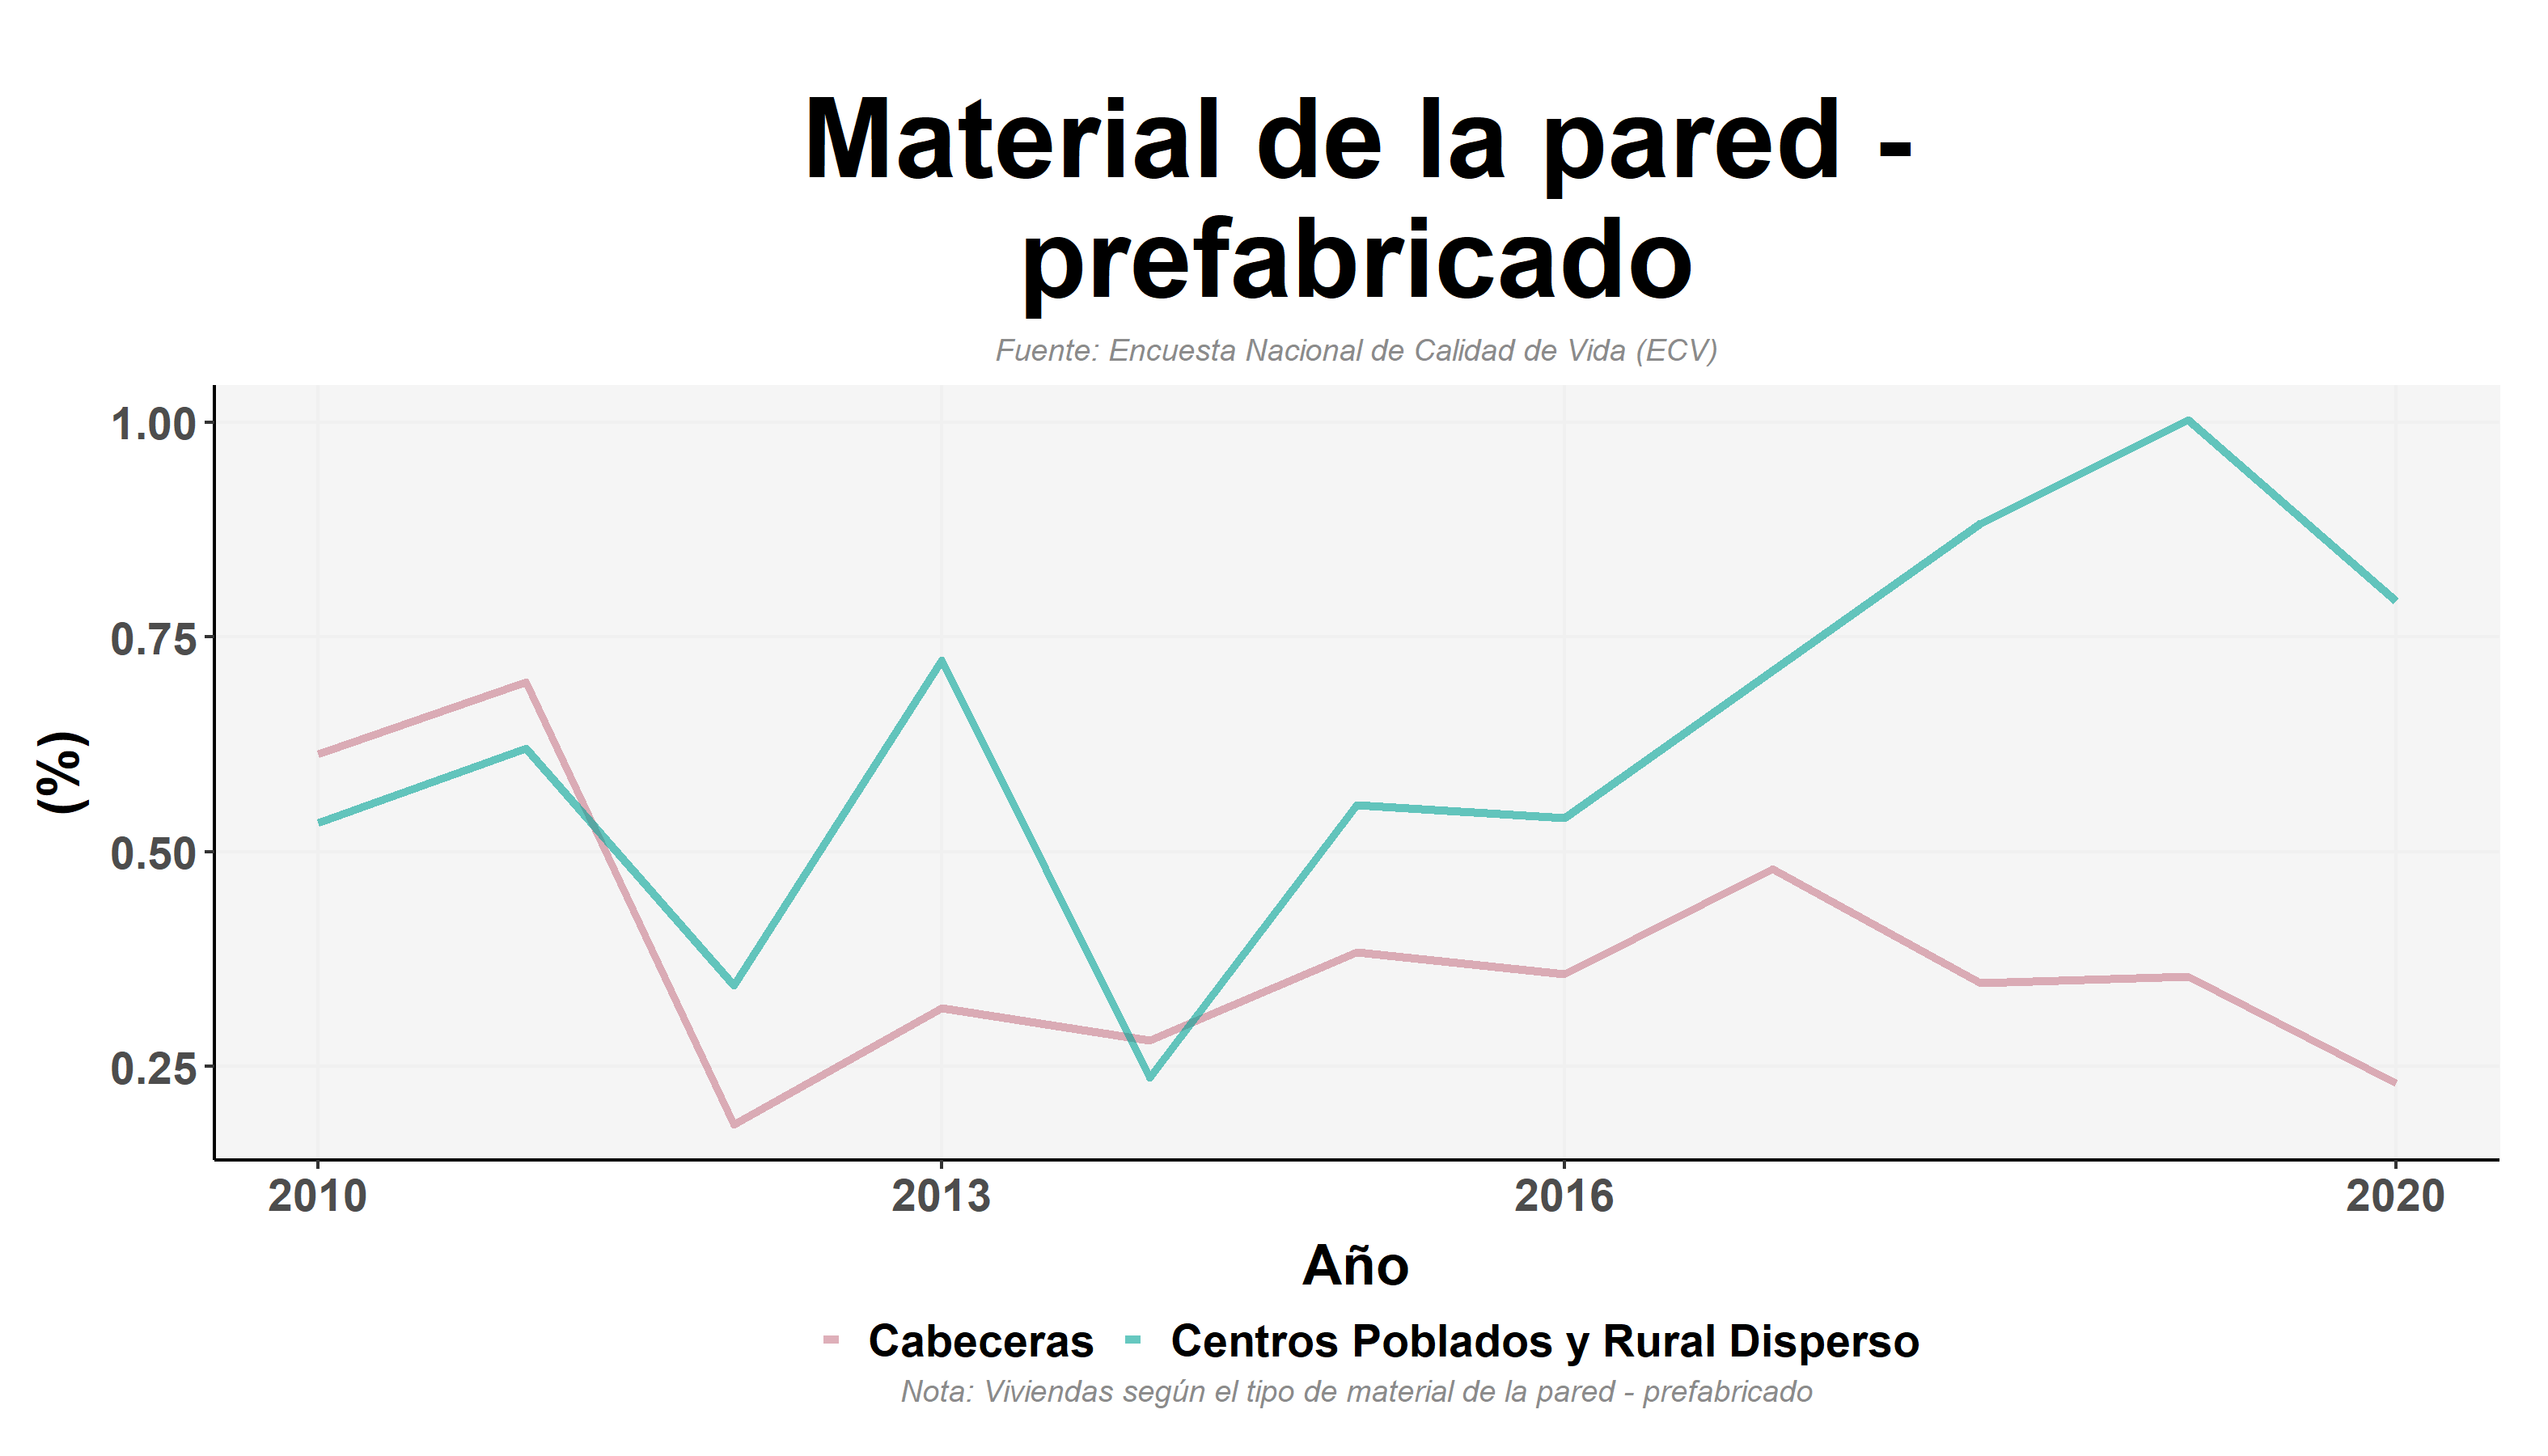 Material de la pared -
prefabricado
Fuente: Encuesta Nacional de Calidad de Vida (ECV)
1.00
0.75
0.50
0.25
(%)
2010 2013 2016 2020
Año
Cabeceras Centros Poblados y Rural Disperso
Nota: Viviendas según el tipo de material de la pared - prefabricado